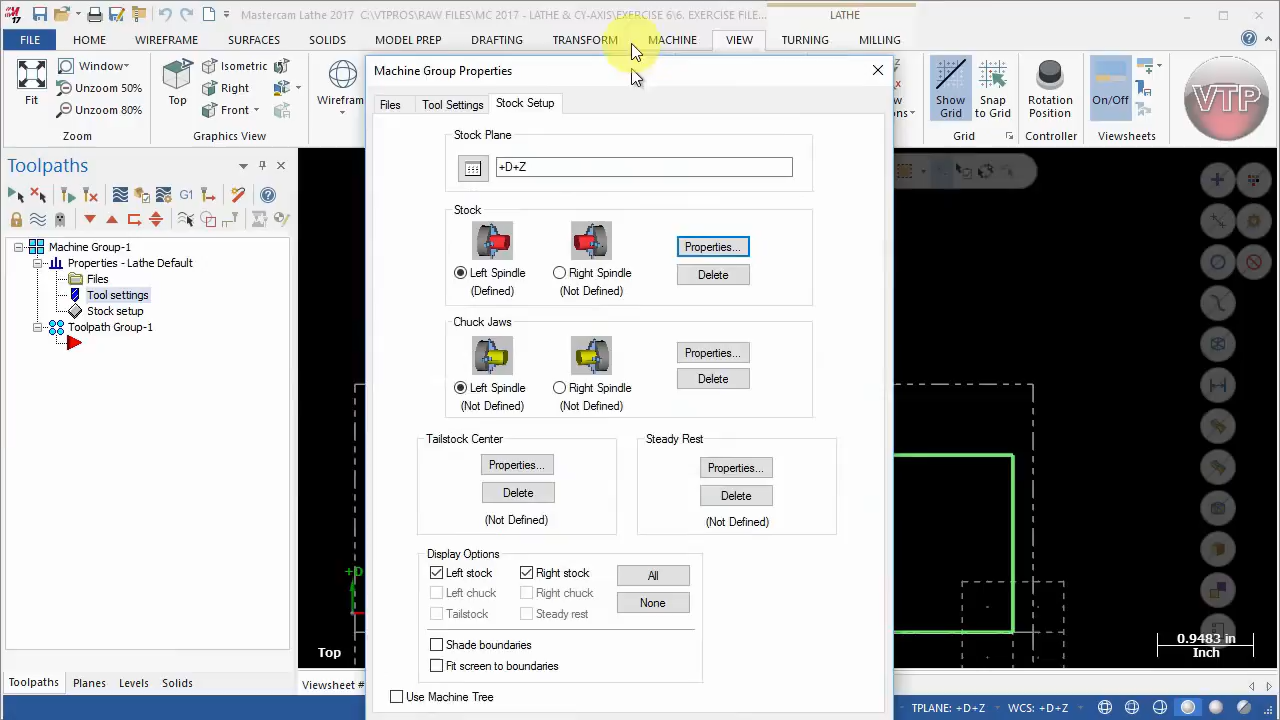 Mastercam Lathe 2017 C:\VTPROS\RAW FILES\MC 2017 - LATHE & CY-AXIS\EXERCISE 6\6. EXERCISE FILE...
LATHE
FILE HOME WIREFRAME SURFACES SOLIDS MODEL PREP DRAFTING TRANSFORM MACHINE VIEW TURNING MILLING
Window
Unzoom 50%
Unzoom 80%
Fit
Zoom
Top
Isometric
Right
Front
Graphics View
Wirefram
Show Grid
Snap to Grid
Grid
Rotation Position
Controller
On/Off
Viewsheets
VTP
Toolpaths
G1
Machine Group-1
Properties - Lathe Default
Files
Tool settings
Stock setup
Toolpath Group-1
Toolpaths Planes Levels Solids
Machine Group Properties
Files Tool Settings Stock Setup
Stock Plane
+D+Z
Stock
Left Spindle
(Defined)
Right Spindle
(Not Defined)
Properties...
Delete
Chuck Jaws
Left Spindle
(Not Defined)
Right Spindle
(Not Defined)
Properties...
Delete
Tailstock Center
Properties...
Delete
(Not Defined)
Steady Rest
Properties...
Delete
(Not Defined)
Display Options
Left stock Right stock All
Left chuck Right chuck
Tailstock Steady rest None
Shade boundaries
Fit screen to boundaries
Use Machine Tree
+D
Top
0.9483 in
Inch
Viewsheet #
TPLANE: +D+Z WCS: +D+Z